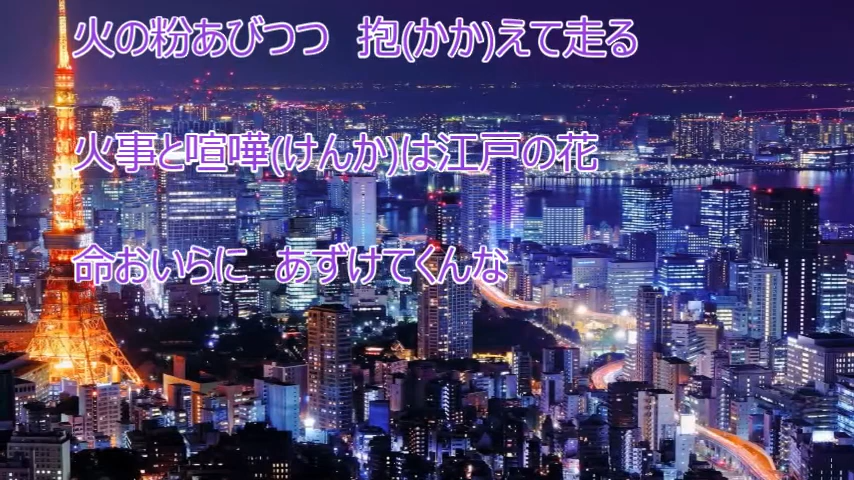 火の粉あびつつ　抱(かか)えて走る
火事と喧嘩(けんか)は江戸の花
命おいらに　あずけてくんな